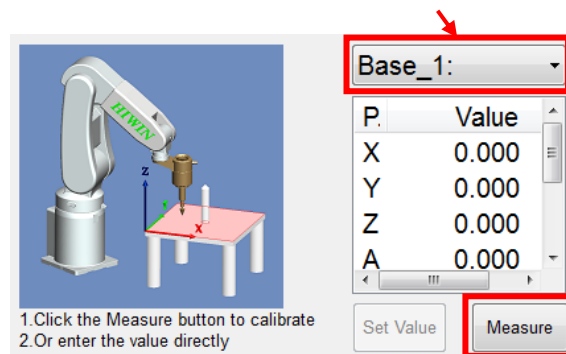 Base_1:
P. Value
X 0.000
Y 0.000
Z 0.000
A 0.000
HIWIN
Z
Y
X
1.Click the Measure button to calibrate
2.Or enter the value directly
Set Value
Measure